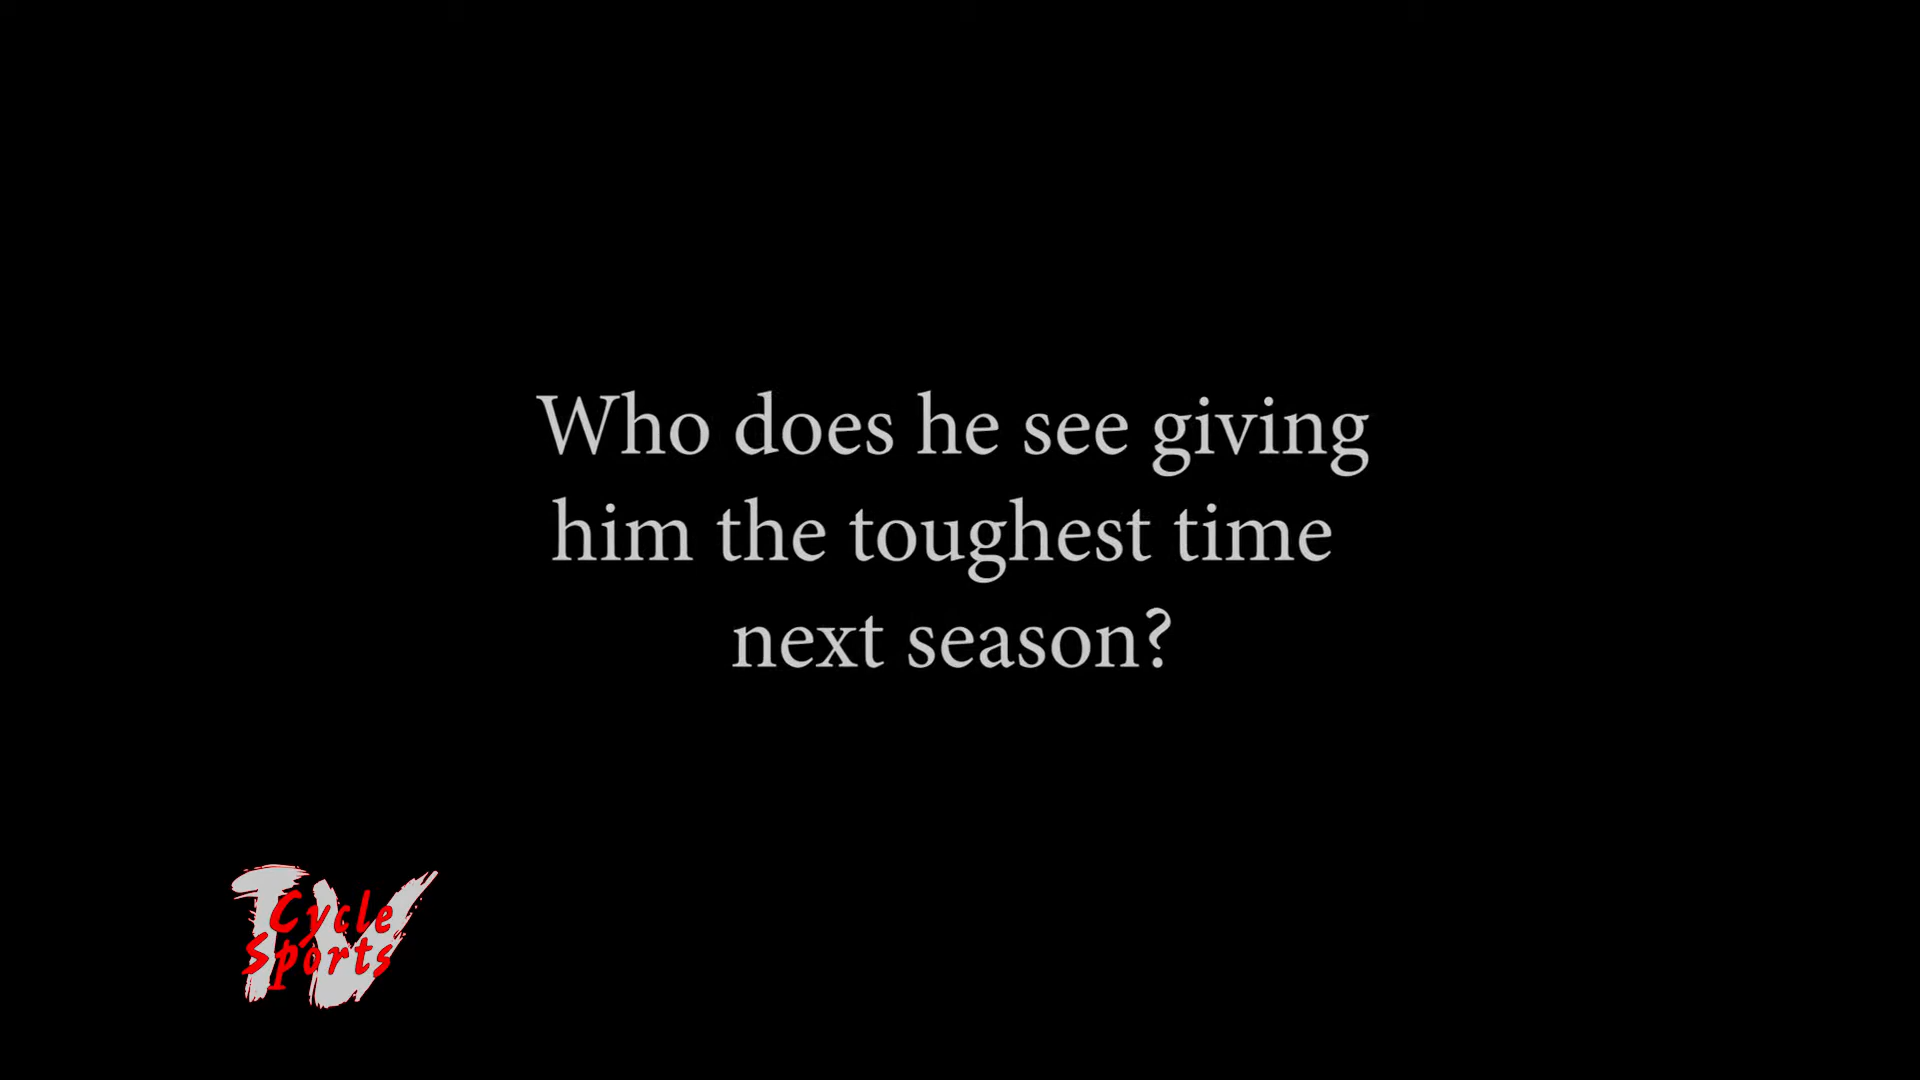 Who does he see giving
him the toughest time
next season?
TV
Cycle
Sports